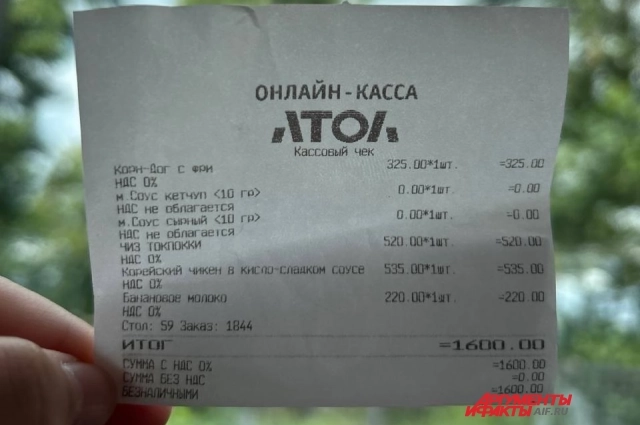 ОНЛАЙН-КАССА
АТОЛ
Кассовый чек
Корн-Дог с фри 325.00*1шт. =325.00
НДС 0%
м.Соус кетчуп <10 гр> 0.00*1шт. =0.00
НДС не облагается
м.Соус сырный <10 гр> 0.00*1шт. =0.00
НДС не облагается
ЧИЗ ТОКПОККИ 520.00*1шт. =520.00
НДС 0%
Корейский чикен в кисло-сладком соусе 535.00*1шт. =535.00
НДС 0%
Банановое молоко 220.00*1шт. =220.00
НДС 0%
Стол: 59 Заказ: 1844
ИТОГ =1600.00
СУММА С НДС 0% =1600.00
СУММА БЕЗ НДС =0.00
БЕЗНАЛИЧНЫМИ =1600.00
АРГУМЕНТЫ
И ФАКТЫ AIF.RU